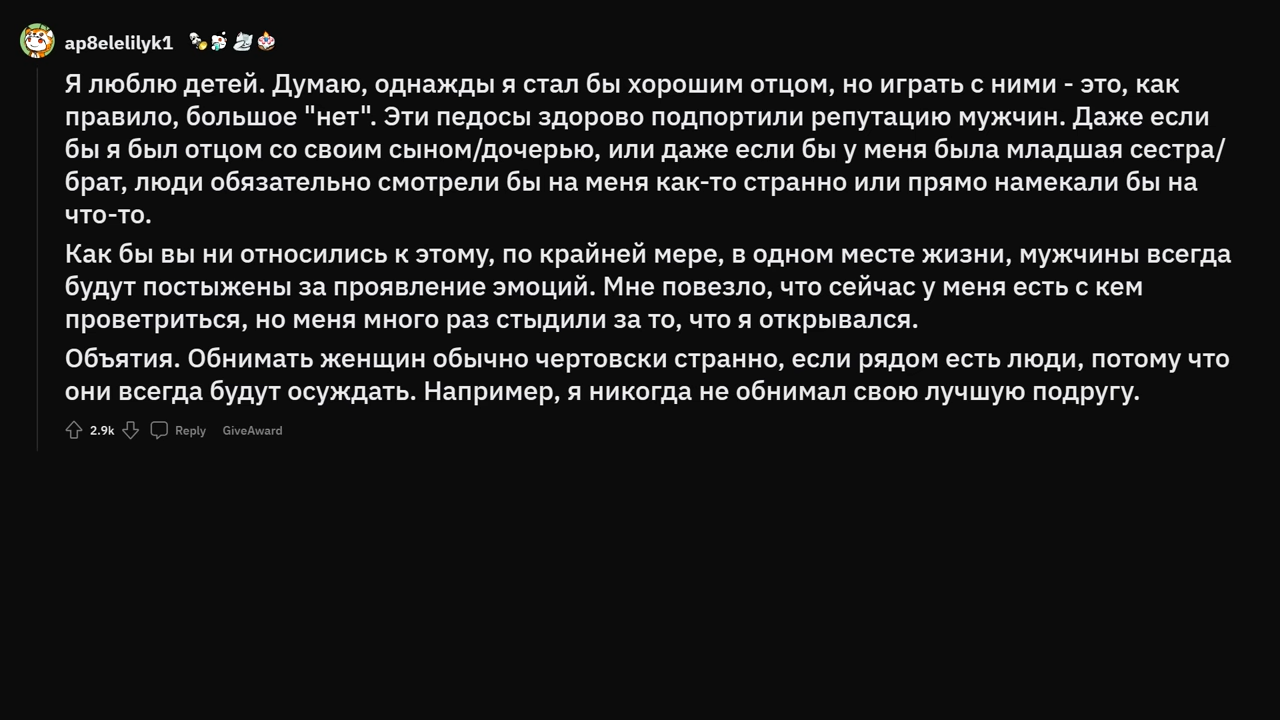 ap8elelilyk1
Я люблю детей. Думаю, однажды я стал бы хорошим отцом, но играть с ними - это, как
правило, большое "нет". Эти педосы здорово подпортили репутацию мужчин. Даже если
бы я был отцом со своим сыном/дочерью, или даже если бы у меня была младшая сестра/
брат, люди обязательно смотрели бы на меня как-то странно или прямо намекали бы на
что-то.
Как бы вы ни относились к этому, по крайней мере, в одном месте жизни, мужчины всегда
будут постыжены за проявление эмоций. Мне повезло, что сейчас у меня есть с кем
проветриться, но меня много раз стыдили за то, что я открывался.
Объятия. Обнимать женщин обычно чертовски странно, если рядом есть люди, потому что
они всегда будут осуждать. Например, я никогда не обнимал свою лучшую подругу.
2.9k Reply GiveAward